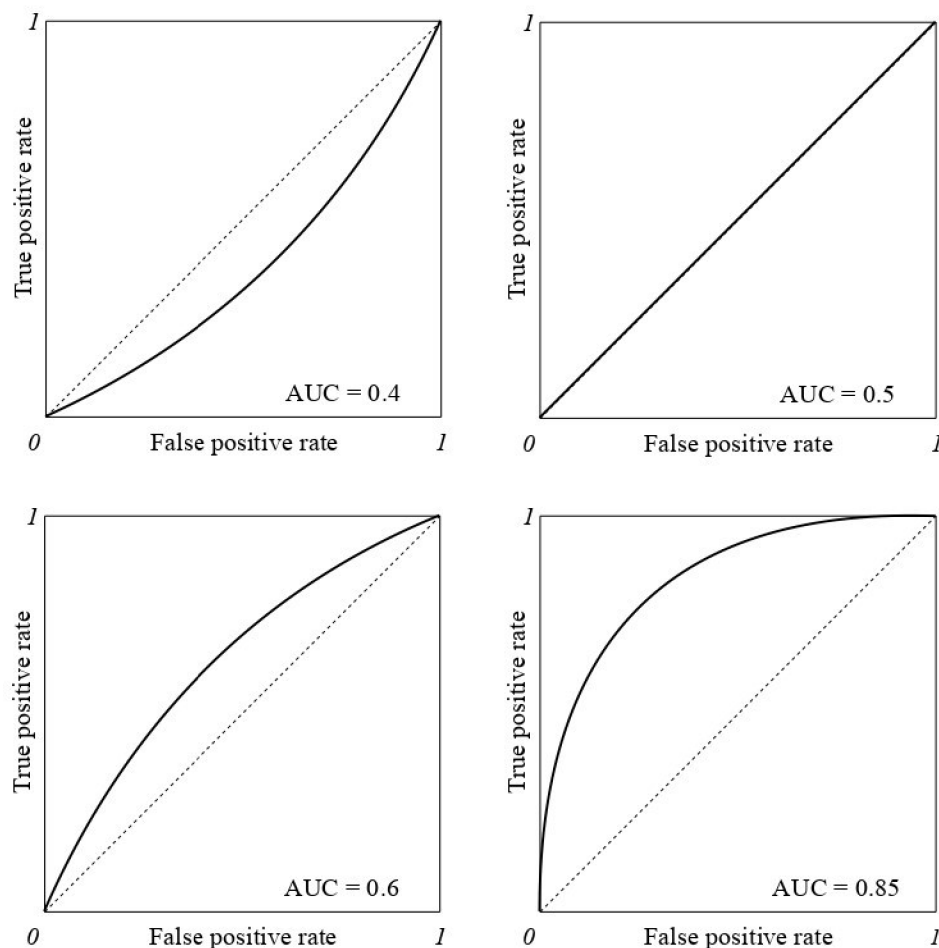 1
True positive rate
AUC = 0.4
0 False positive rate 1
1
True positive rate
AUC = 0.5
0 False positive rate 1
1
True positive rate
AUC = 0.6
0 False positive rate 1
1
True positive rate
AUC = 0.85
0 False positive rate 1